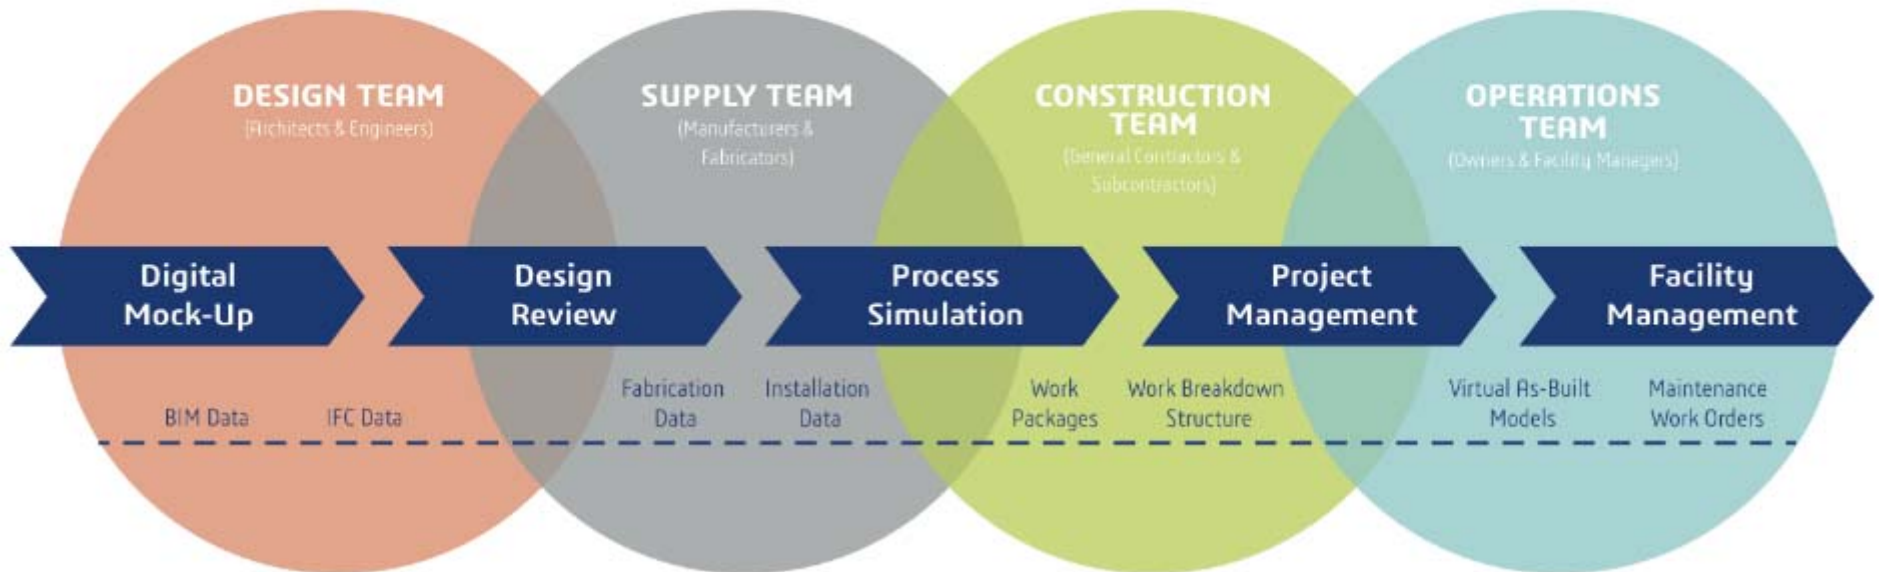 DESIGN TEAM
(Architects & Engineers)
SUPPLY TEAM
(Manufacturers &
Fabricators)
CONSTRUCTION
TEAM
(General Contractors &
Subcontractors)
OPERATIONS
TEAM
(Owners & Facility Managers)
Digital
Mock-Up
Design
Review
Process
Simulation
Project
Management
Facility
Management
BIM Data
IFC Data
Fabrication
Data
Installation
Data
Work
Packages
Work Breakdown
Structure
Virtual As-Built
Models
Maintenance
Work Orders